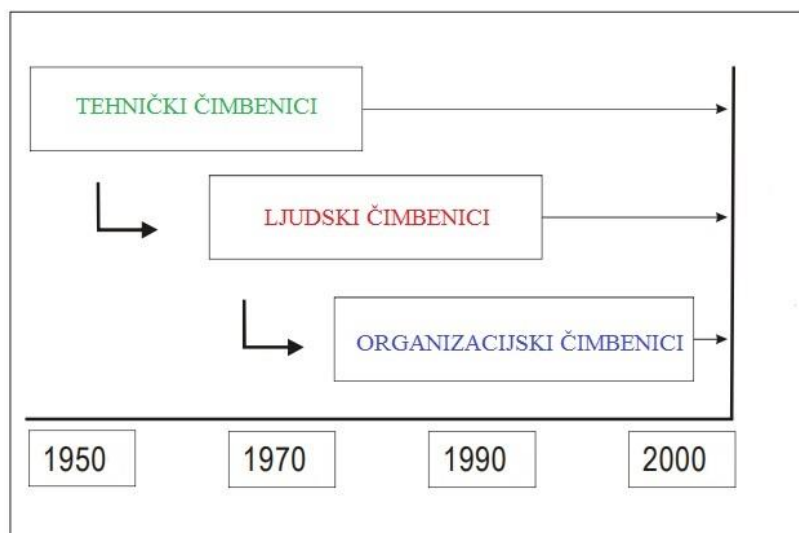 TEHNIČKI ČIMBENICI
LJUDSKI ČIMBENICI
ORGANIZACIJSKI ČIMBENICI
1950
1970
1990
2000